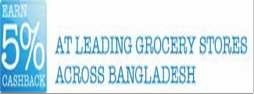 EARN
5%
CASHBACK
AT LEADING GROCERY STORES
ACROSS BANGLADESH